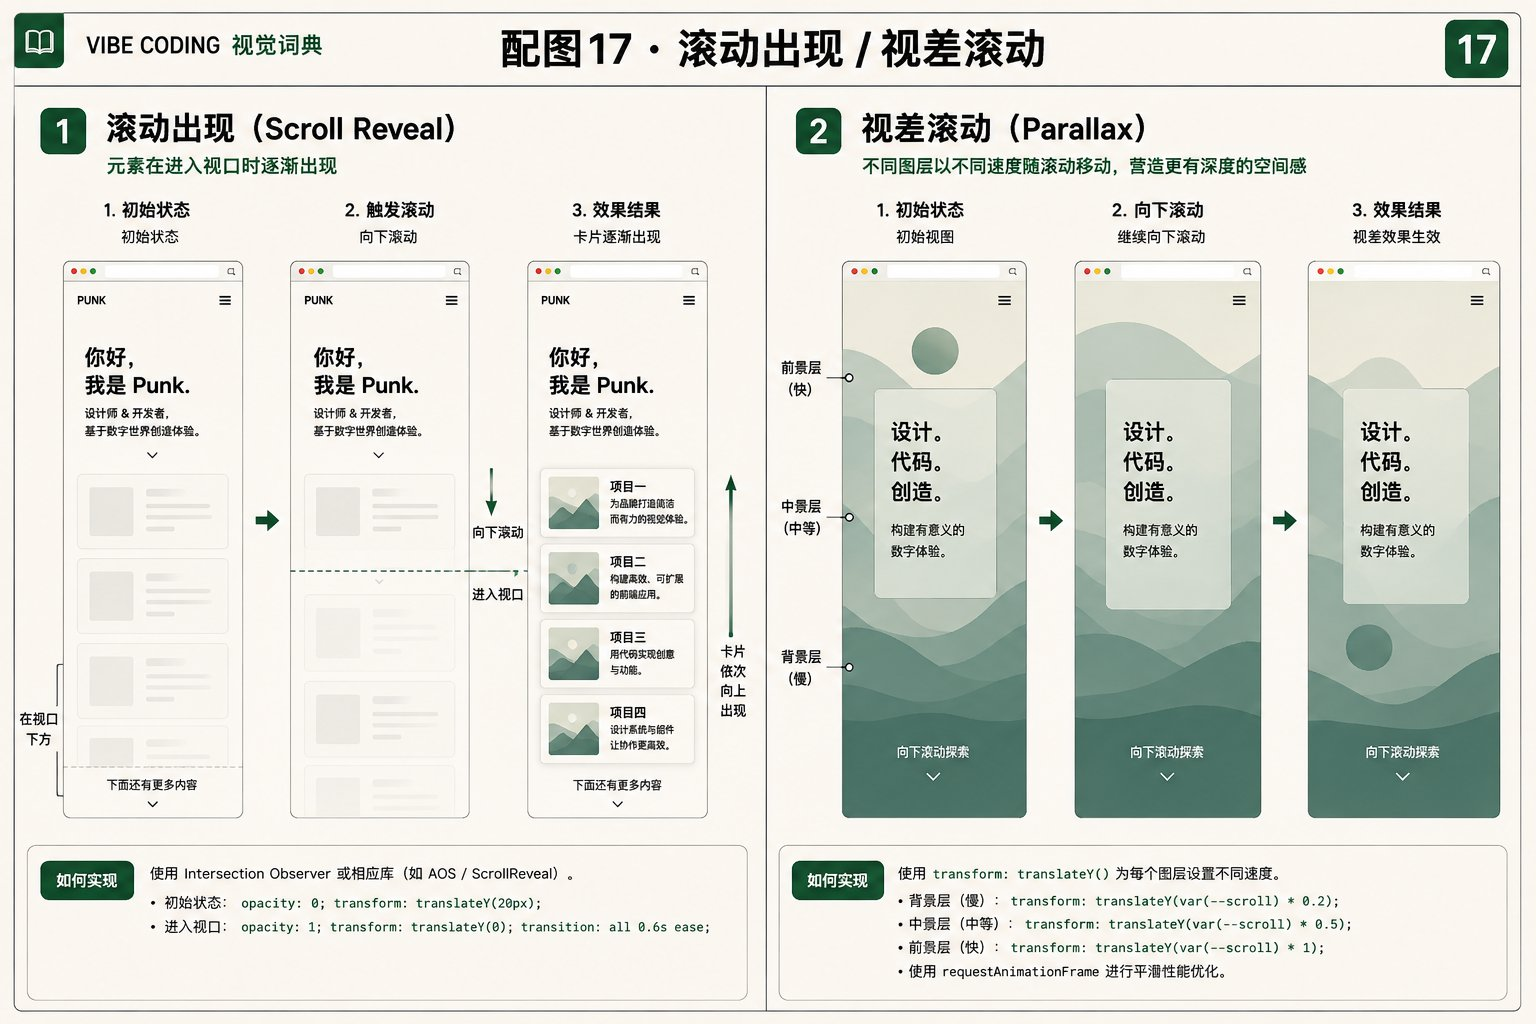 VIBE CODING 视觉词典
配图17 · 滚动出现 / 视差滚动
17
1
滚动出现（Scroll Reveal）
元素在进入视口时逐渐出现
1. 初始状态
初始状态
2. 触发滚动
向下滚动
3. 效果结果
卡片逐渐出现
PUNK
你好，
我是 Punk.
设计师 & 开发者，
基于数字世界创造体验。
在视口
下方
下面还有更多内容
PUNK
你好，
我是 Punk.
设计师 & 开发者，
基于数字世界创造体验。
向下滚动
进入视口
PUNK
你好，
我是 Punk.
设计师 & 开发者，
基于数字世界创造体验。
项目一
为品牌打造简洁
而有力的视觉体验。
项目二
构建高效、可扩展
的前端应用。
项目三
用代码实现创意
与功能。
项目四
设计系统与组件
让协作更高效。
下面还有更多内容
卡片
依次
向上
出现
如何实现
使用 Intersection Observer 或相应库（如 AOS / ScrollReveal）。
• 初始状态： opacity: 0; transform: translateY(20px);
• 进入视口： opacity: 1; transform: translateY(0); transition: all 0.6s ease;
2
视差滚动（Parallax）
不同图层以不同速度随滚动移动，营造更有深度的空间感
1. 初始状态
初始视图
2. 向下滚动
继续向下滚动
3. 效果结果
视差效果生效
前景层
（快）
中景层
（中等）
背景层
（慢）
设计。
代码。
创造。
构建有意义的
数字体验。
向下滚动探索
设计。
代码。
创造。
构建有意义的
数字体验。
向下滚动探索
设计。
代码。
创造。
构建有意义的
数字体验。
向下滚动探索
如何实现
使用 transform: translateY() 为每个图层设置不同速度。
• 背景层（慢）： transform: translateY(var(--scroll) * 0.2);
• 中景层（中等）： transform: translateY(var(--scroll) * 0.5);
• 前景层（快）： transform: translateY(var(--scroll) * 1);
• 使用 requestAnimationFrame 进行平滑性能优化。